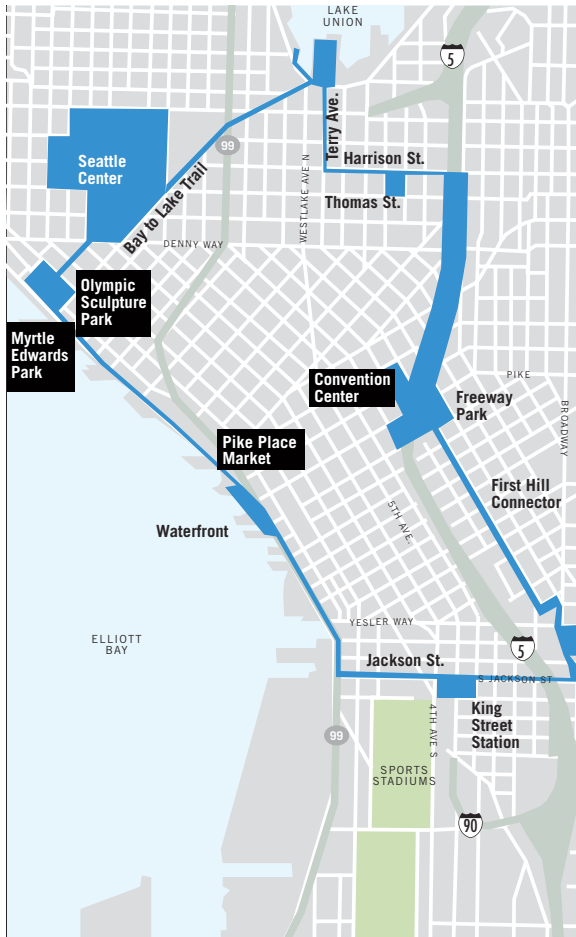 LAKE
UNION
5
Terry Ave.
99
Harrison St.
Seattle
Center
WESTLAKE AVE N
Thomas St.
Bay to Lake Trail
DENNY WAY
Olympic
Sculpture
Park
Myrtle
Edwards
Park
Convention
Center
PIKE
Freeway
Park
BROADWAY
Pike Place
Market
First Hill
Connector
5TH AVE.
Waterfront
YESLER WAY
ELLIOTT
BAY
5
Jackson St.
S JACKSON ST
King
Street
Station
4TH AVE S
99
SPORTS
STADIUMS
90